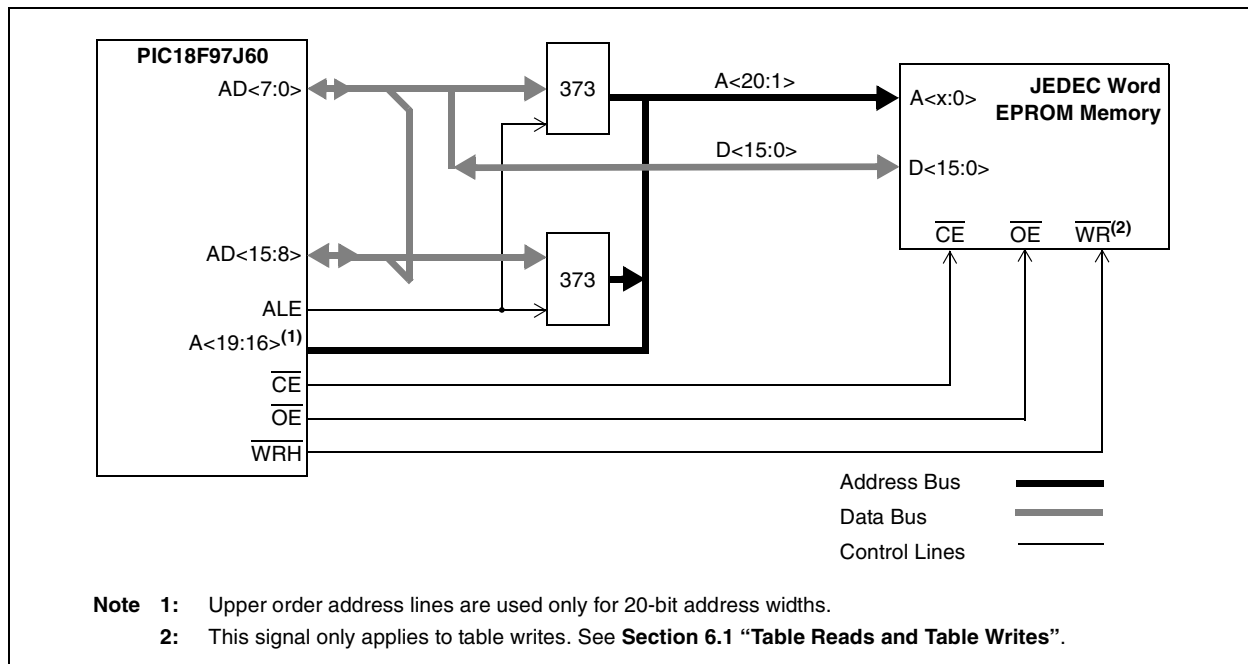 PIC18F97J60
AD<7:0>
373
A<20:1>
JEDEC Word
EPROM Memory
A<x:0>
D<15:0>
D<15:0>
CE
OE
WR(2)
AD<15:8>
373
ALE
A<19:16>(1)
CE
OE
WRH
Address Bus
Data Bus
Control Lines
Note 1: Upper order address lines are used only for 20-bit address widths.
2: This signal only applies to table writes. See Section 6.1 “Table Reads and Table Writes”.